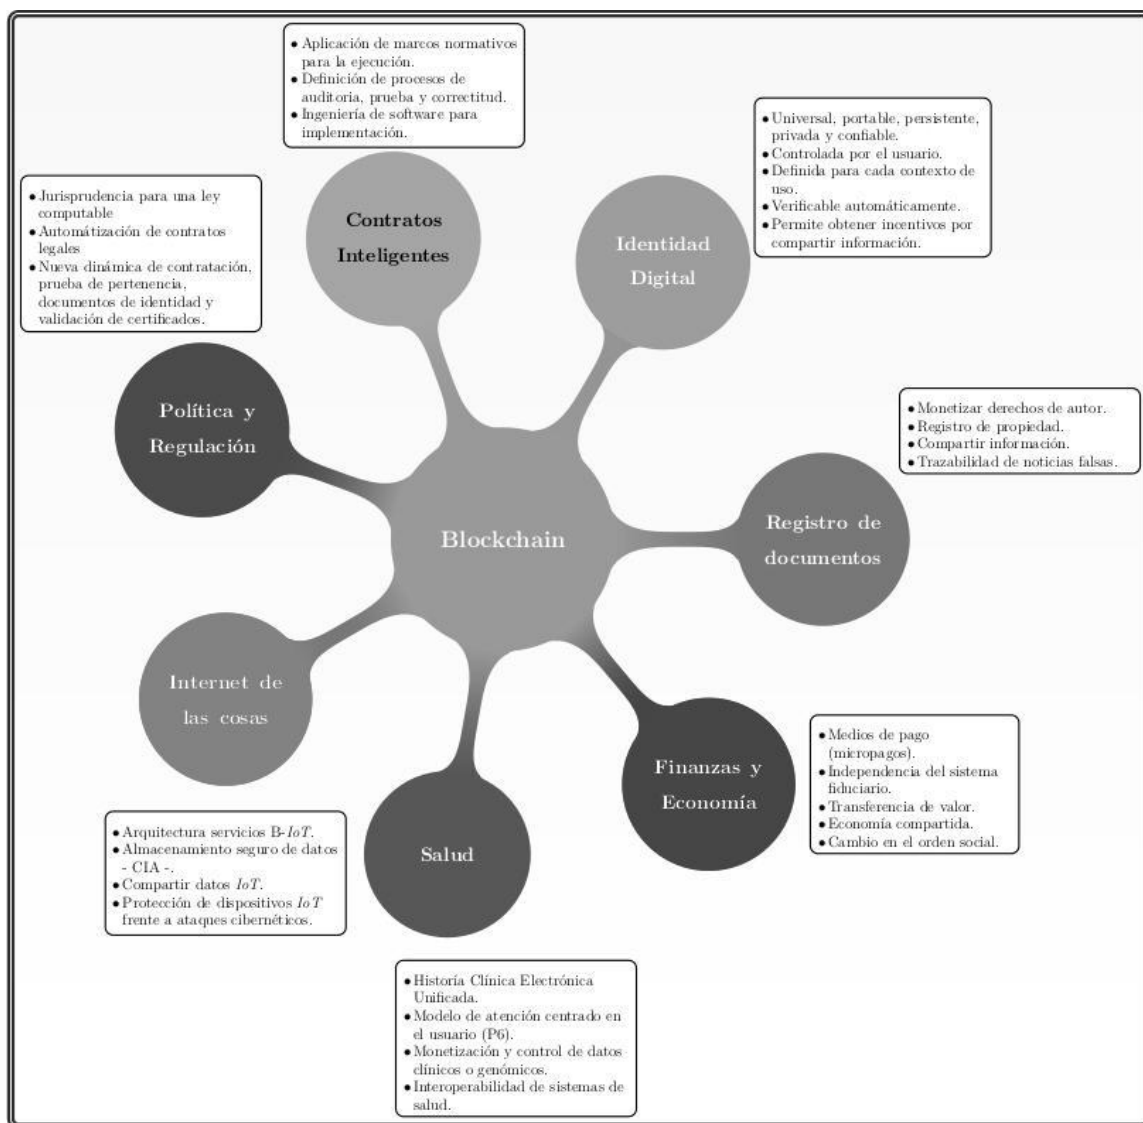 • Aplicación de marcos normativos
para la ejecución.
• Definición de procesos de
auditoria, prueba y correctitud.
• Ingeniería de software para
implementación.
• Universal, portable, persistente,
privada y confiable.
• Controlada por el usuario.
• Definida para cada contexto de
uso.
• Verificable automáticamente.
• Permite obtener incentivos por
compartir información.
• Jurisprudencia para una ley
computable
• Automátización de contratos
legales
• Nueva dinámica de contratación,
prueba de pertenencia,
documentos de identidad y
validación de certificados.
Contratos
Inteligentes
Identidad
Digital
Política y
Regulación
• Monetizar derechos de autor.
• Registro de propiedad.
• Compartir información.
• Trazabilidad de noticias falsas.
Blockchain
Registro de
documentos
Internet de
las cosas
Finanzas y
Economía
• Medios de pago
(micropagos).
• Independencia del sistema
fiduciario.
• Transferencia de valor.
• Economía compartida.
• Cambio en el orden social.
Salud
• Arquitectura servicios B-IoT.
• Almacenamiento seguro de datos
- CIA -.
• Compartir datos IoT.
• Protección de dispositivos IoT
frente a ataques cibernéticos.
• Historía Clínica Electrónica
Unificada.
• Modelo de atención centrado en
el usuario (P6).
• Monetización y control de datos
clínicos o genómicos.
• Interoperabilidad de sistemas de
salud.